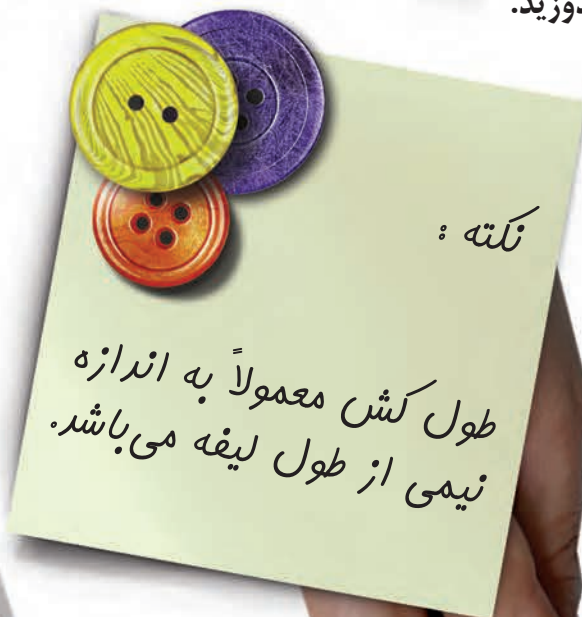 نکته :
طول کش معمولاً به اندازه
نیمی از طول لیفه می‌باشد.